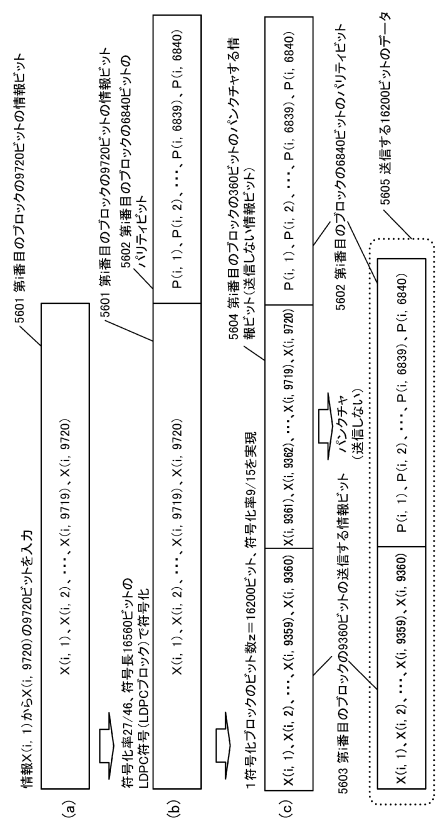 情報X(i, 1)からX(i, 9720)の9720ビットを入力
5601 第i番目のブロックの9720ビットの情報ビット
(a)
X(i, 1)、X(i, 2)、・・・、X(i, 9719)、X(i, 9720)
符号化率27/46、符号長16560ビットの
LDPC符号(LDPCブロック)で符号化
5601 第i番目のブロックの9720ビットの情報ビット
5602 第i番目のブロックの6840ビットの
パリティビット
(b)
X(i, 1)、X(i, 2)、・・・、X(i, 9719)、X(i, 9720)
P(i, 1)、P(i, 2)、・・・、P(i, 6839)、P(i, 6840)
1符号化ブロックのビット数z=16200ビット、符号化率9/15を実現
5604 第i番目のブロックの360ビットのパンクチャする情
報ビット(送信しない情報ビット)
(c)
X(i, 1)、X(i, 2)、・・・、X(i, 9359)、X(i, 9360)
X(i, 9361)、X(i, 9362)、・・・、X(i, 9719)、X(i, 9720)
P(i, 1)、P(i, 2)、・・・、P(i, 6839)、P(i, 6840)
5603 第i番目のブロックの9360ビットの送信する情報ビット
パンクチャ
(送信しない)
5602 第i番目のブロックの6840ビットのパリティビット
X(i, 1)、X(i, 2)、・・・、X(i, 9359)、X(i, 9360)
P(i, 1)、P(i, 2)、・・・、P(i, 6839)、P(i, 6840)
5605 送信する16200ビットのデータ